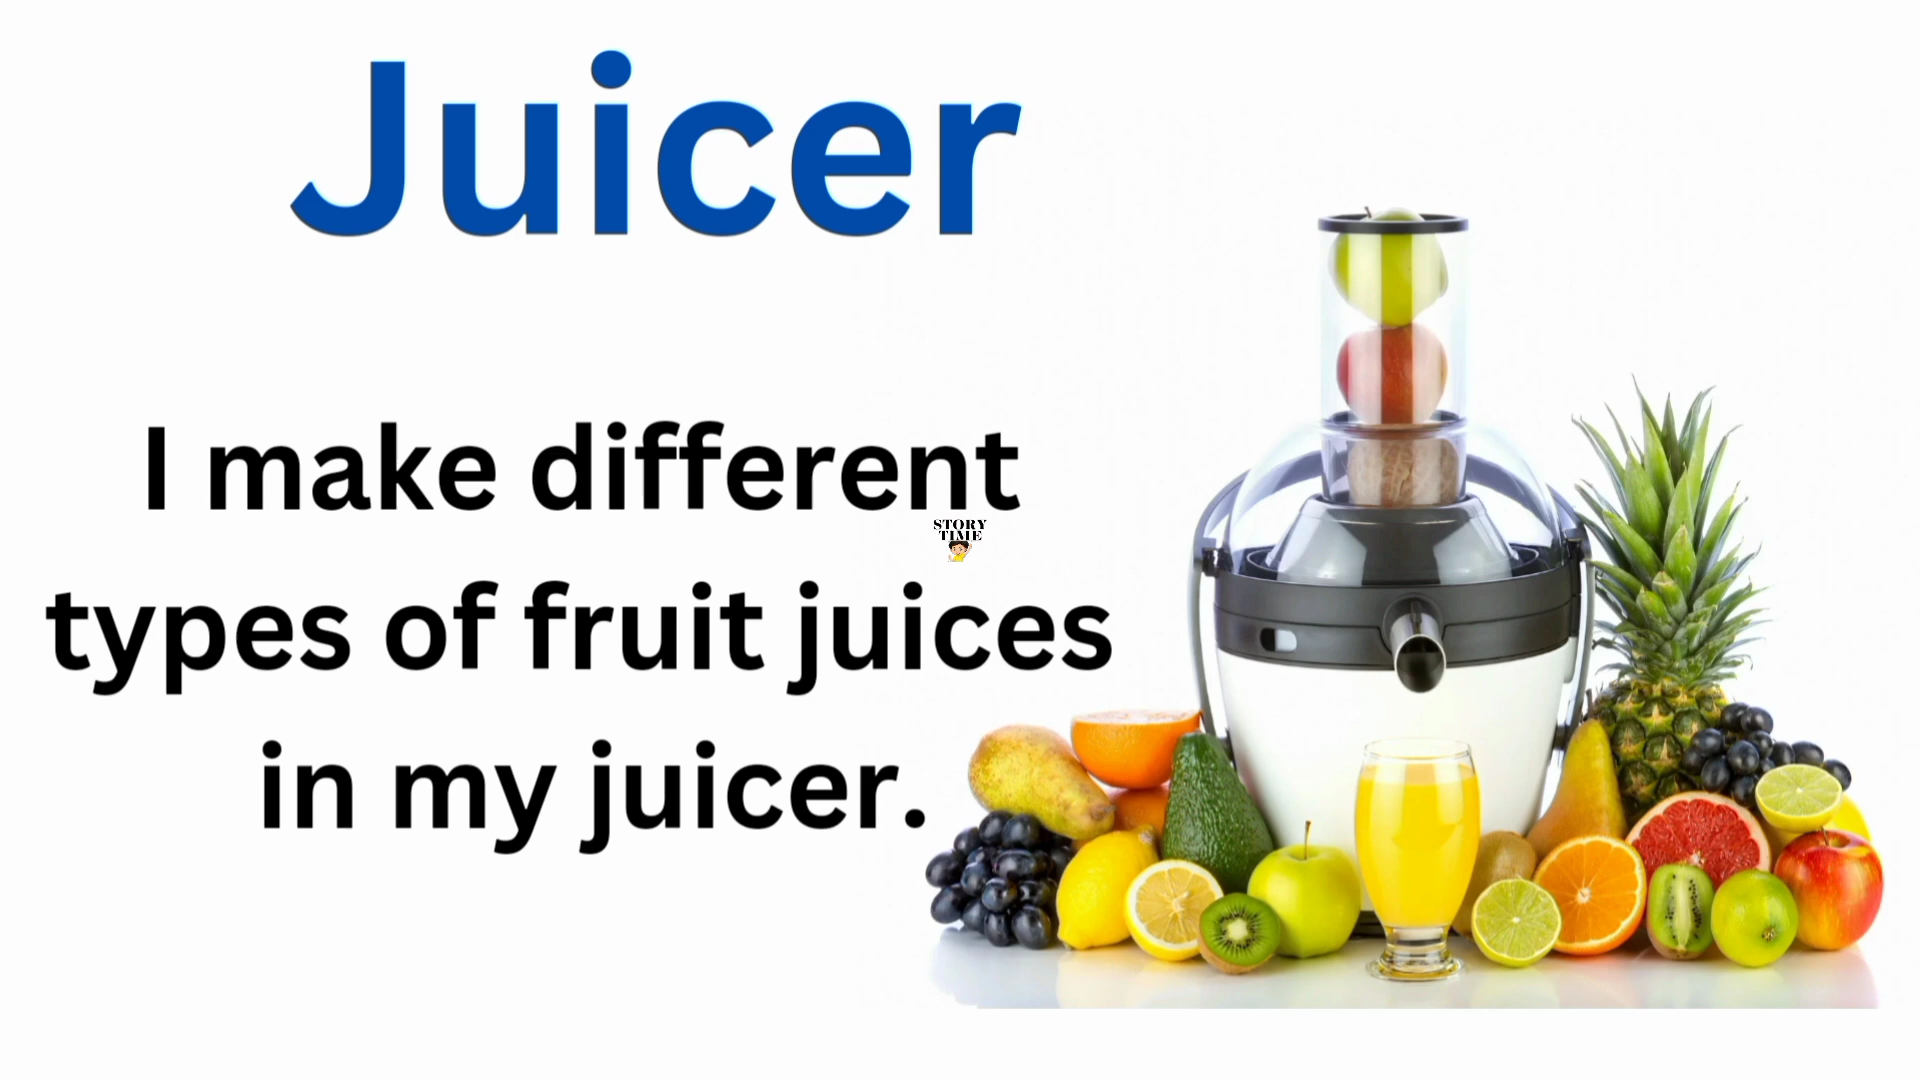 Juicer
I make different
STORY
TIME
types of fruit juices
in my juicer.